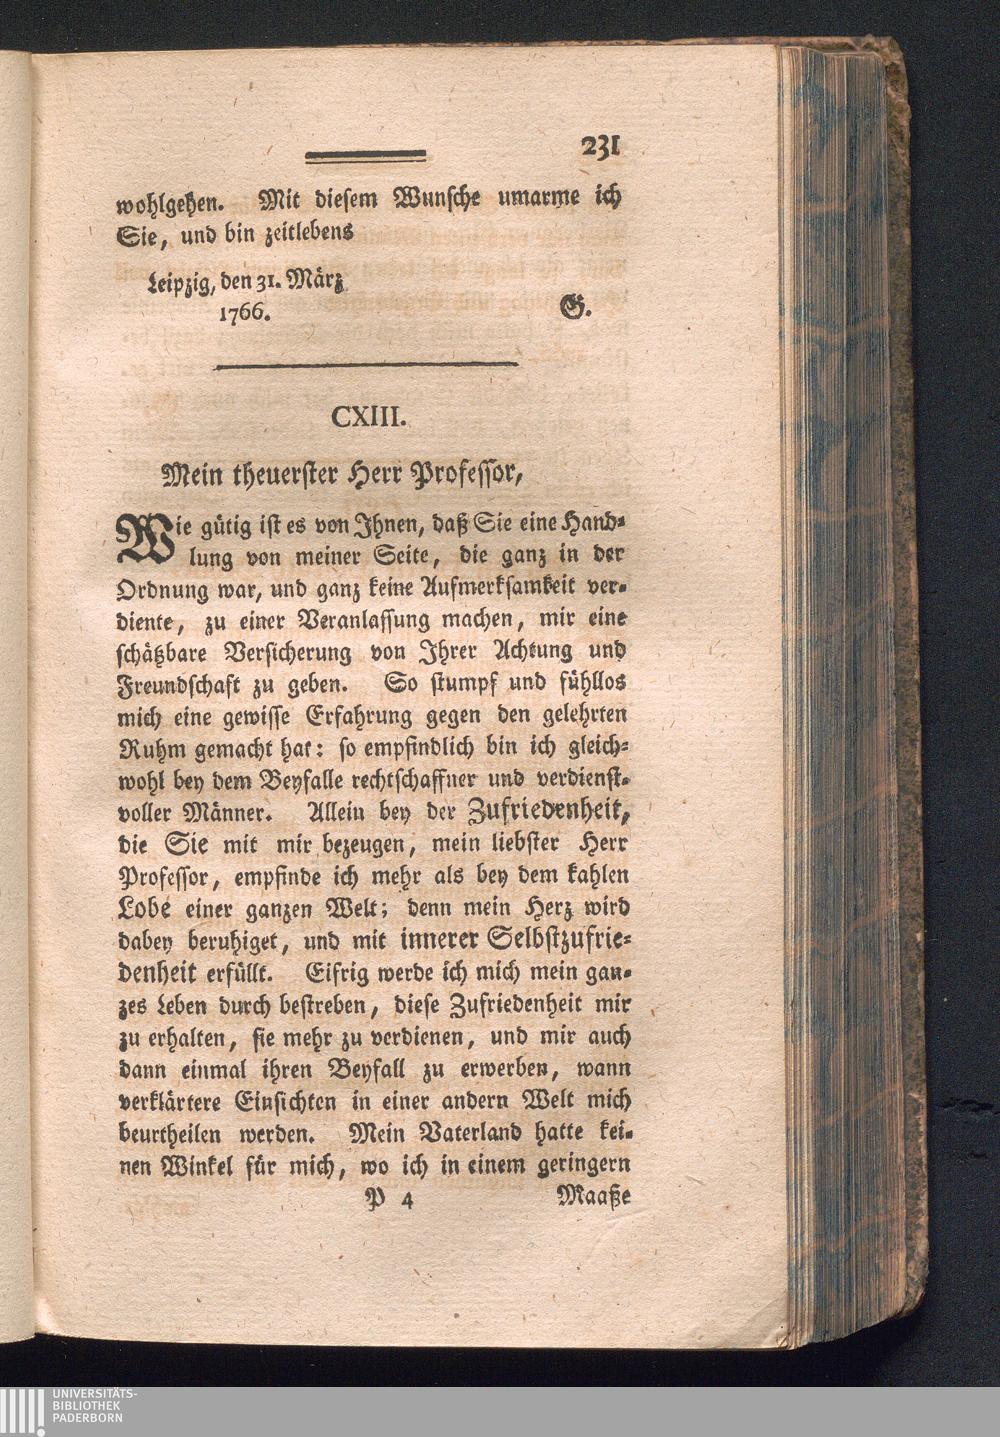 231
wohlgehen. Mit diesem Wunsche umarme ich
Sie, und bin zeitlebens
Leipzig, den 31. März
1766. G.
CXIII.
Mein theuerster Herr Professor,
Wie gütig ist es von Ihnen, daß Sie eine Hand-
lung von meiner Seite, die ganz in der
Ordnung war, und ganz keine Aufmerksamkeit ver-
diente, zu einer Veranlassung machen, mir eine
schätzbare Versicherung von Ihrer Achtung und
Freundschaft zu geben. So stumpf und fühllos
mich eine gewisse Erfahrung gegen den gelehrten
Ruhm gemacht hat: so empfindlich bin ich gleich-
wohl bey dem Beyfalle rechtschaffner und verdienst-
voller Männer. Allein bey der Zufriedenheit,
die Sie mit mir bezeugen, mein liebster Herr
Professor, empfinde ich mehr als bey dem kahlen
Lobe einer ganzen Welt; denn mein Herz wird
dabey beruhiget, und mit innerer Selbstzufrie-
denheit erfüllt. Eifrig werde ich mich mein gan-
zes Leben durch bestreben, diese Zufriedenheit mir
zu erhalten, sie mehr zu verdienen, und mir auch
dann einmal ihren Beyfall zu erwerben, wann
verklärtere Einsichten in einer andern Welt mich
beurtheilen werden. Mein Vaterland hatte kei-
nen Winkel für mich, wo ich in einem geringern
P 4 Maaße
UNIVERSITÄTS-
BIBLIOTHEK
PADERBORN